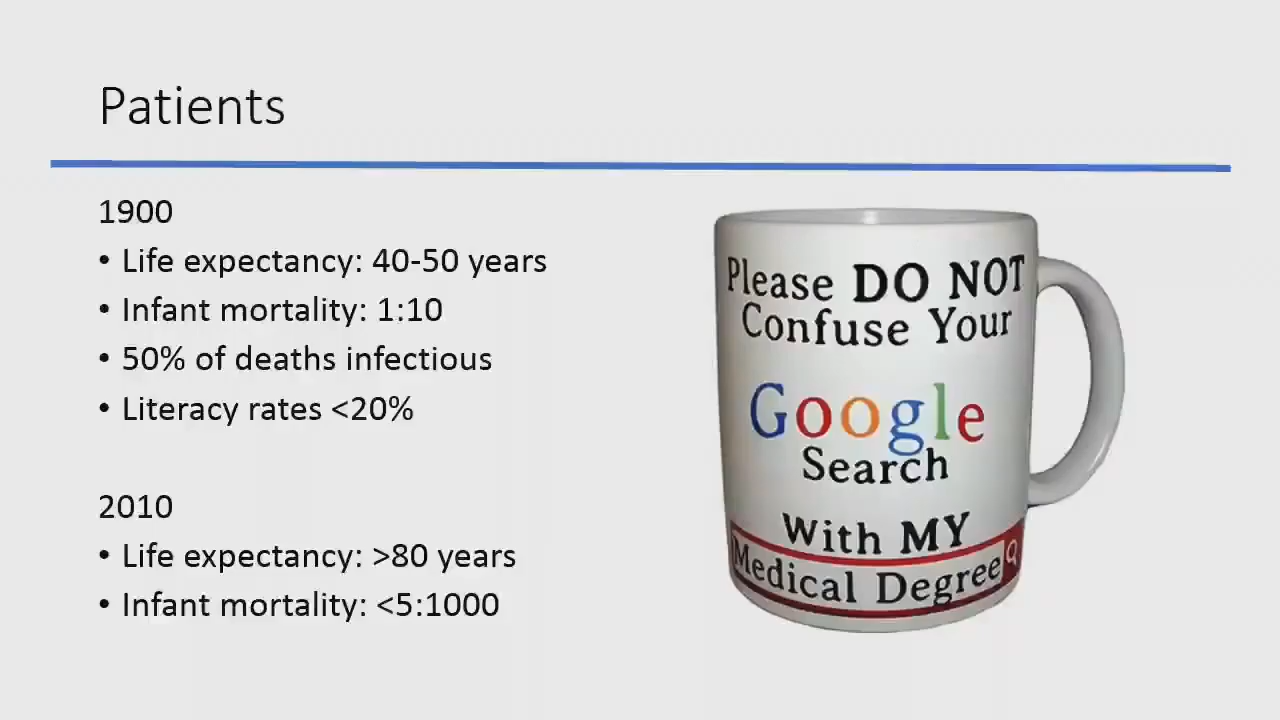 Patients
1900
• Life expectancy: 40-50 years
• Infant mortality: 1:10
• 50% of deaths infectious
• Literacy rates <20%
2010
• Life expectancy: >80 years
• Infant mortality: <5:1000
Please DO NOT
Confuse Your
Google
Search
With MY
Medical Degree